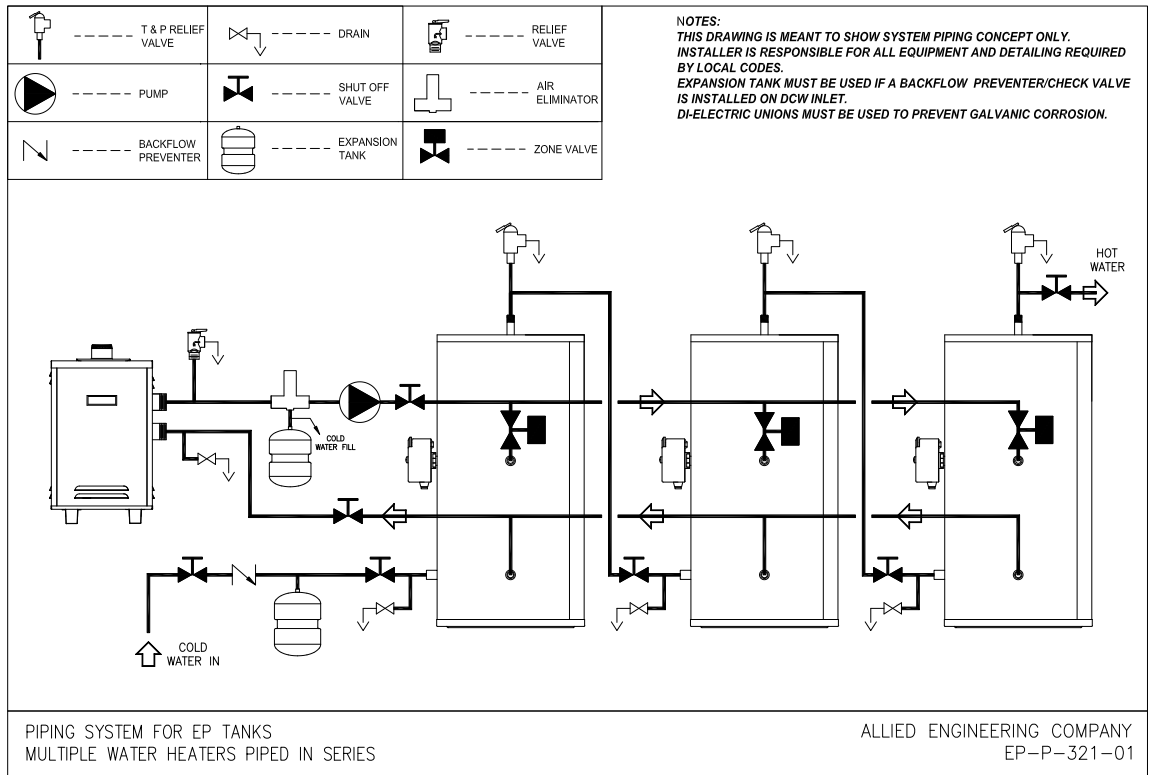 T & P RELIEF
VALVE
DRAIN
RELIEF
VALVE
PUMP
SHUT OFF
VALVE
AIR
ELIMINATOR
BACKFLOW
PREVENTER
EXPANSION
TANK
ZONE VALVE
NOTES:
THIS DRAWING IS MEANT TO SHOW SYSTEM PIPING CONCEPT ONLY.
INSTALLER IS RESPONSIBLE FOR ALL EQUIPMENT AND DETAILING REQUIRED
BY LOCAL CODES.
EXPANSION TANK MUST BE USED IF A BACKFLOW PREVENTER/CHECK VALVE
IS INSTALLED ON DCW INLET.
DI-ELECTRIC UNIONS MUST BE USED TO PREVENT GALVANIC CORROSION.
HOT
WATER
COLD
WATER FILL
COLD
WATER IN
PIPING SYSTEM FOR EP TANKS
MULTIPLE WATER HEATERS PIPED IN SERIES
ALLIED ENGINEERING COMPANY
EP-P-321-01